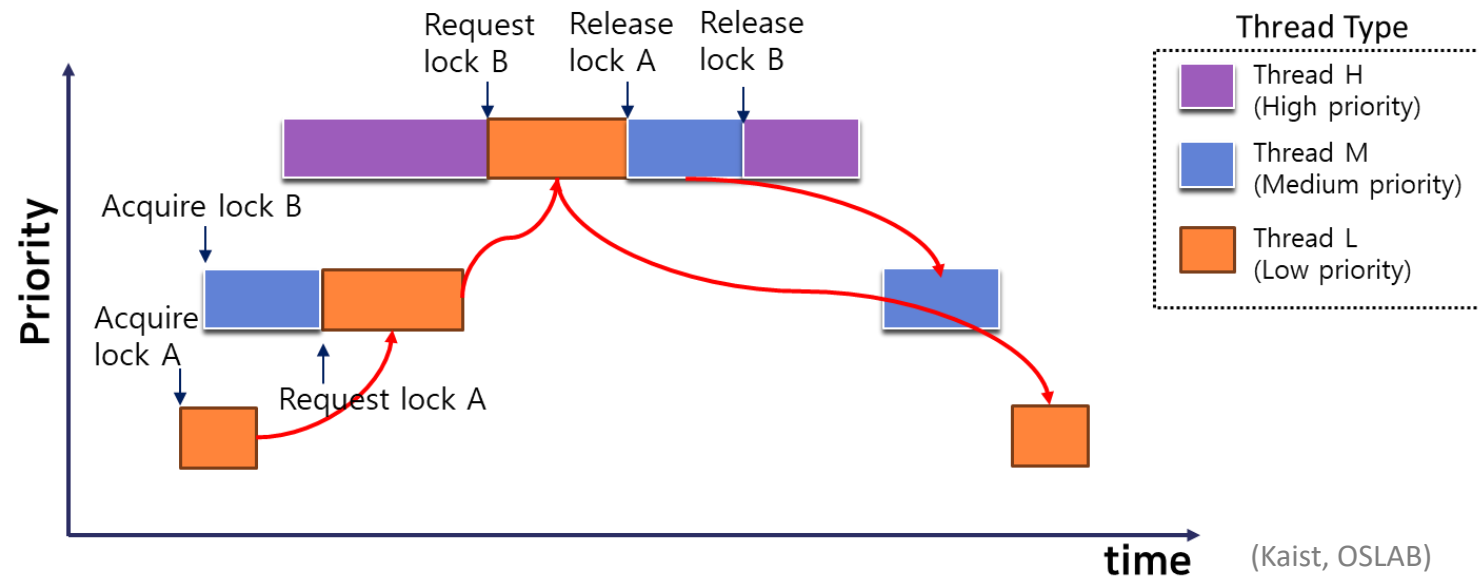 Request
lock B
Release
lock A
Release
lock B
Thread Type
Thread H
(High priority)
Thread M
(Medium priority)
Thread L
(Low priority)
Priority
Acquire lock B
Acquire
lock A
Request lock A
time
(Kaist, OSLAB)